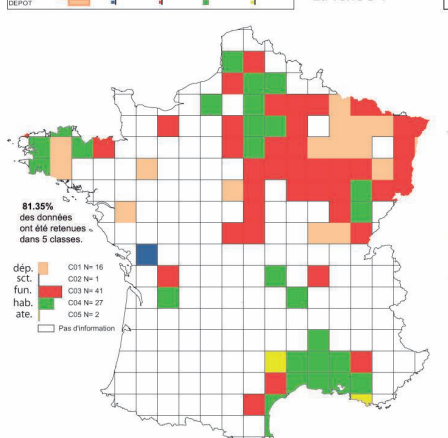 DEPOT
81.35%
des données
ont été retenues
dans 5 classes.
dép. C01 N= 16
sct. C02 N= 1
fun. C03 N= 41
hab. C04 N= 27
ate. C05 N= 2
Pas d'information